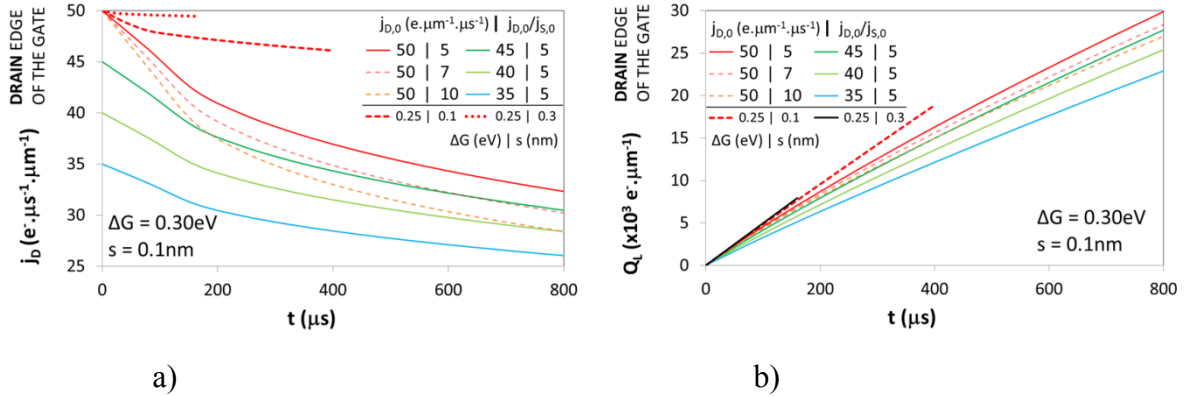 DRAIN EDGE
OF THE GATE
j_D (e⁻.µs⁻¹.µm⁻¹)
50
45
40
35
30
25
0
200
400
600
800
t (µs)
j_D,0 (e.µm⁻¹.µs⁻¹) | j_D,0/j_S,0
50 | 5 45 | 5
50 | 7 40 | 5
50 | 10 35 | 5
0.25 | 0.1 0.25 | 0.3
ΔG (eV) | s (nm)
ΔG = 0.30eV
s = 0.1nm
a)
DRAIN EDGE
OF THE GATE
Q_L (x10³ e⁻.µm⁻¹)
30
25
20
15
10
5
0
0
200
400
600
800
t (µs)
j_D,0 (e.µm⁻¹.µs⁻¹) | j_D,0/j_S,0
50 | 5 45 | 5
50 | 7 40 | 5
50 | 10 35 | 5
0.25 | 0.1 0.25 | 0.3
ΔG (eV) | s (nm)
ΔG = 0.30eV
s = 0.1nm
b)